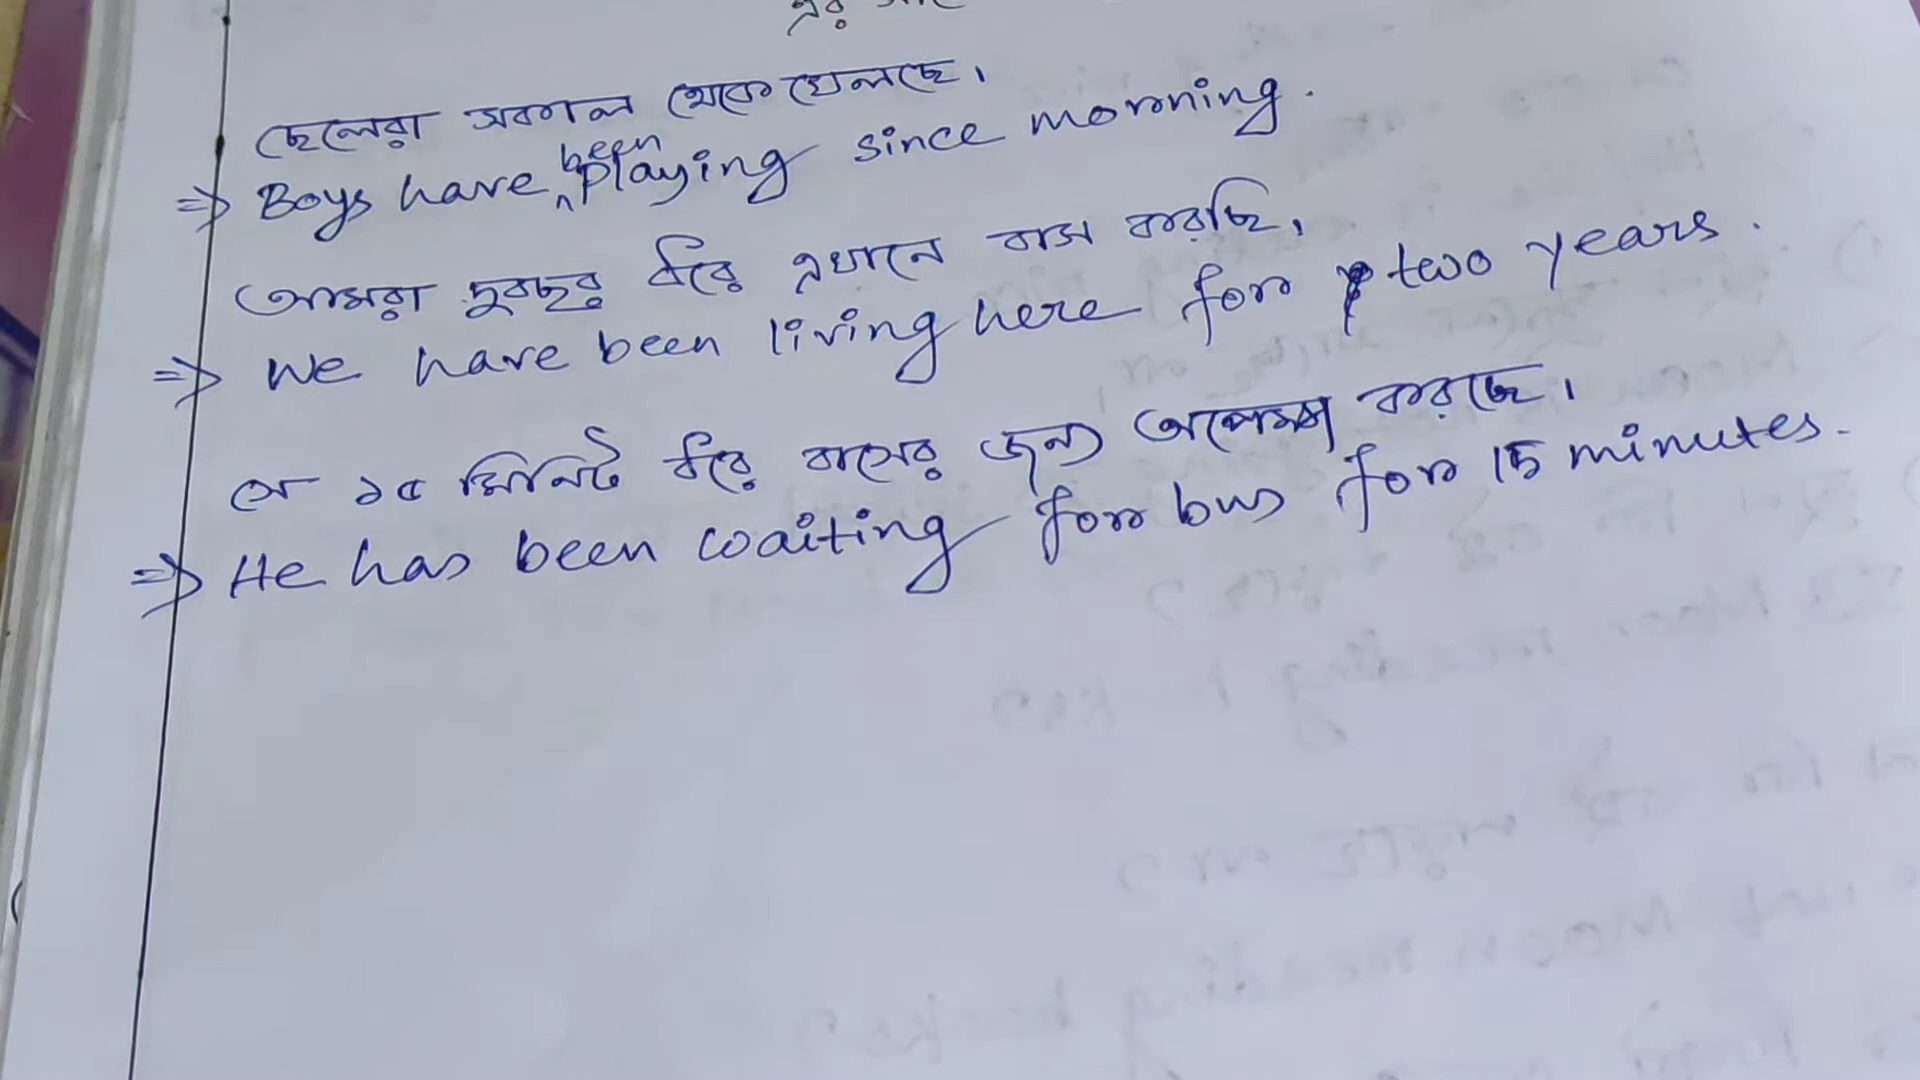 এর
ছেলেরা সকাল থেকে খেলছে।
⇒ Boys have been playing since morning.
আমরা দুবছর ধরে এখানে বাস করছি।
⇒ We have been living here for two years.
সে ১৫ মিনিট ধরে বাসের জন্য অপেক্ষা করছে।
⇒ He has been waiting for bus for 15 minutes.